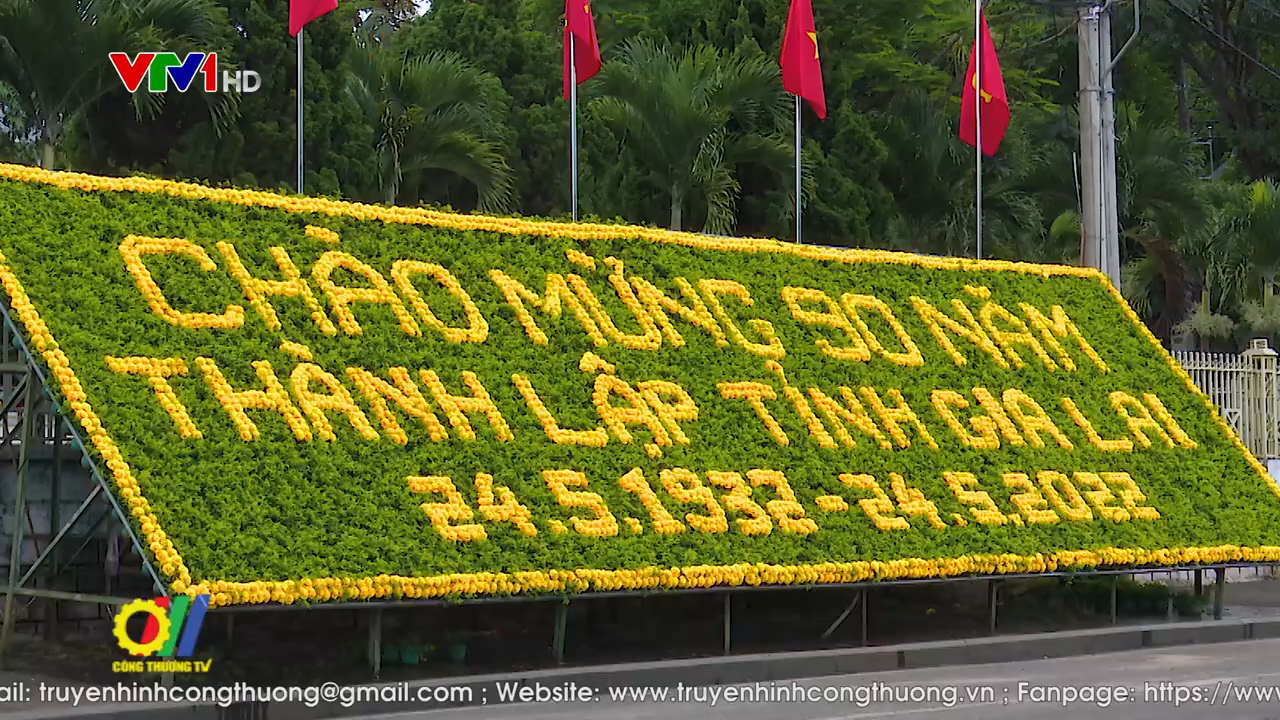 VTV1 HD
CHÀO MỪNG 90 NĂM
THÀNH LẬP TỈNH GIA LAI
24.5.1932-24.5.2022
CÔNG THƯƠNG TV
ail: truyenhinhcongthuong@gmail.com ; Website: www.truyenhinhcongthuong.vn ; Fanpage: https://www